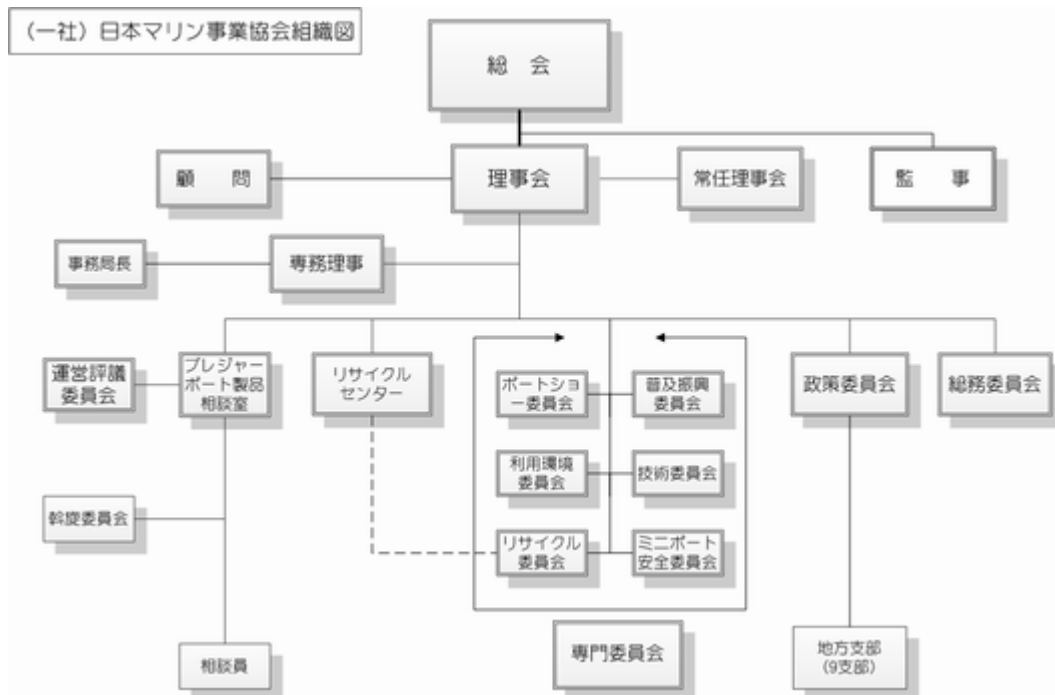 (一社)日本マリン事業協会組織図
総 会
顧 問
理事会
常任理事会
監 事
事務局長
専務理事
運営評議
委員会
プレジャー
ボート製品
相談室
リサイクル
センター
ボートショ
ー委員会
普及振興
委員会
政策委員会
総務委員会
利用環境
委員会
技術委員会
斡旋委員会
リサイクル
委員会
ミニボート
安全委員会
相談員
専門委員会
地方支部
(9支部)